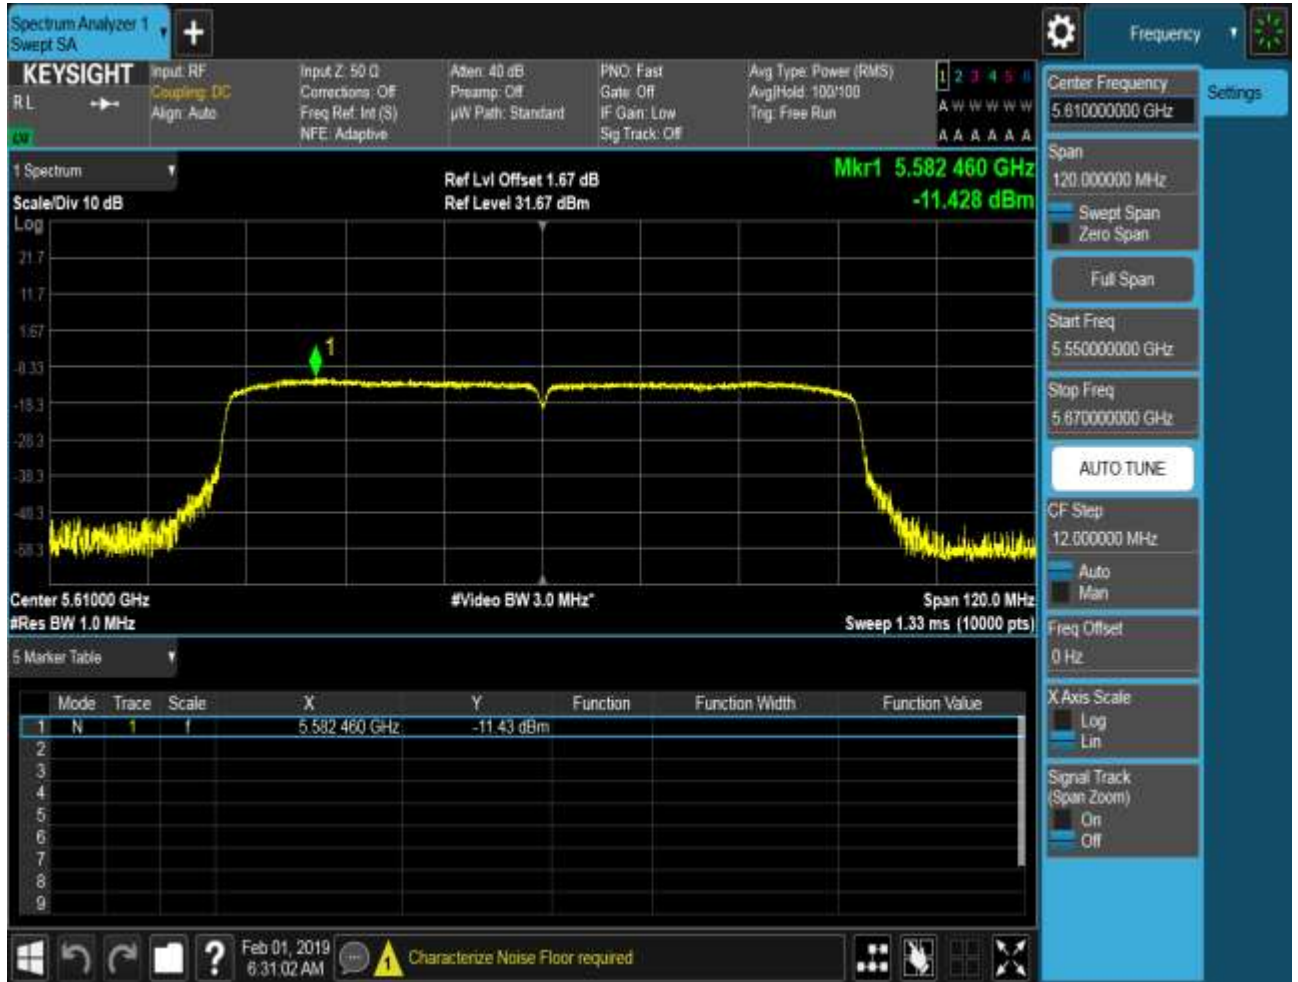 Spectrum Analyzer 1
Swept SA
+
Frequency
KEYSIGHT
RL
Input: RF
Coupling: DC
Align: Auto
Input Z: 50 Ω
Corrections: Off
Freq Ref: Int (S)
NFE: Adaptive
Atten: 40 dB
Preamp: Off
µW Path: Standard
PNO: Fast
Gate: Off
IF Gain: Low
Sig Track: Off
Avg Type: Power (RMS)
Avg|Hold: 100/100
Trig: Free Run
1 2 3 4 5 6
A W W W W W
A A A A A A
1 Spectrum
Scale/Div 10 dB
Log
Ref Lvl Offset 1.67 dB
Ref Level 31.67 dBm
Mkr1 5.582 460 GHz
-11.428 dBm
21.7
11.7
1.67
-8.33
-18.3
-28.3
-38.3
-48.3
-58.3
1
Center 5.61000 GHz
#Res BW 1.0 MHz
#Video BW 3.0 MHz*
Span 120.0 MHz
Sweep 1.33 ms (10000 pts)
5 Marker Table
Mode Trace Scale X Y Function Function Width Function Value
1 N 1 f 5.582 460 GHz -11.43 dBm
2
3
4
5
6
7
8
9
Feb 01, 2019
6:31:02 AM
?
1
Characterize Noise Floor required
Center Frequency
5.610000000 GHz
Settings
Span
120.000000 MHz
Swept Span
Zero Span
Full Span
Start Freq
5.550000000 GHz
Stop Freq
5.670000000 GHz
AUTO TUNE
CF Step
12.000000 MHz
Auto
Man
Freq Offset
0 Hz
X Axis Scale
Log
Lin
Signal Track
(Span Zoom)
On
Off